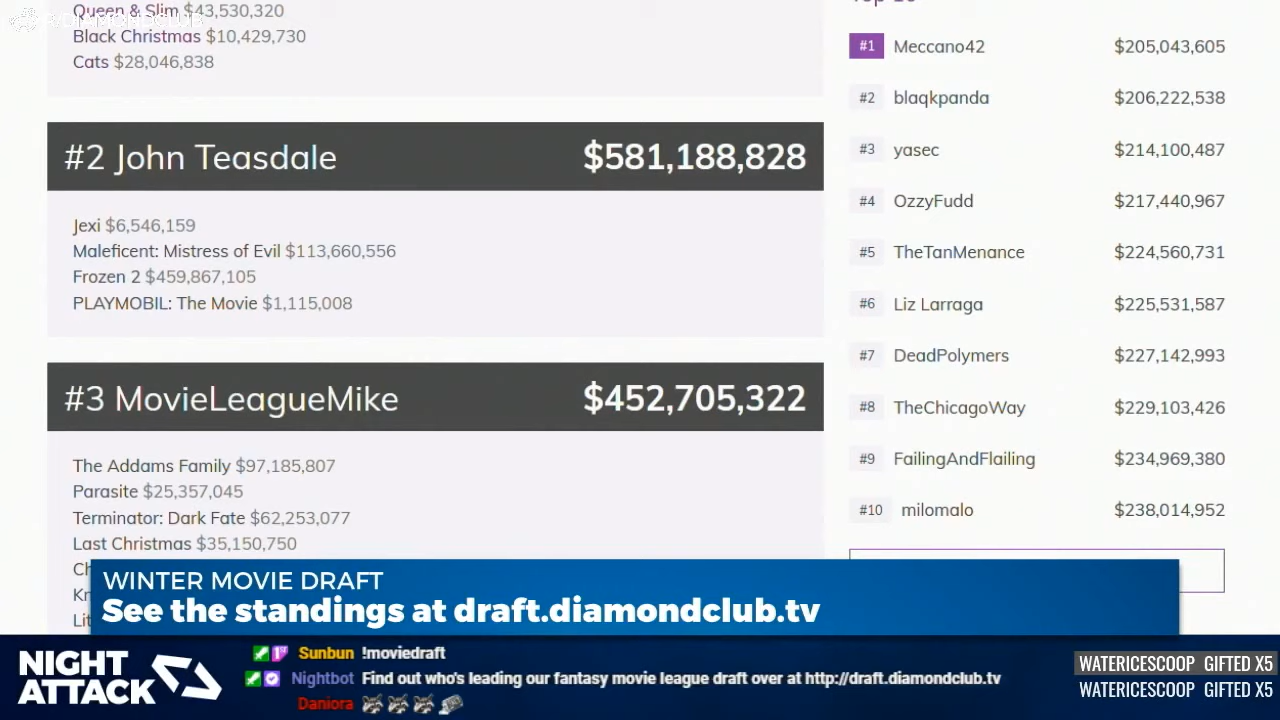 Queen & Slim $43,530,320
Black Christmas $10,429,730
Cats $28,046,838
#2 John Teasdale $581,188,828
Jexi $6,546,159
Maleficent: Mistress of Evil $113,660,556
Frozen 2 $459,867,105
PLAYMOBIL: The Movie $1,115,008
#3 MovieLeagueMike $452,705,322
The Addams Family $97,185,807
Parasite $25,357,045
Terminator: Dark Fate $62,253,077
Last Christmas $35,150,750
#1 Meccano42 $205,043,605
#2 blaqkpanda $206,222,538
#3 yasec $214,100,487
#4 OzzyFudd $217,440,967
#5 TheTanMenance $224,560,731
#6 Liz Larraga $225,531,587
#7 DeadPolymers $227,142,993
#8 TheChicagoWay $229,103,426
#9 FailingAndFlailing $234,969,380
#10 milomalo $238,014,952
WINTER MOVIE DRAFT
See the standings at draft.diamondclub.tv
NIGHT
ATTACK
Sunbun !moviedraft
Nightbot Find out who's leading our fantasy movie league draft over at http://draft.diamondclub.tv
Daniora
WATERICESCOOP GIFTED X5
WATERICESCOOP GIFTED X5